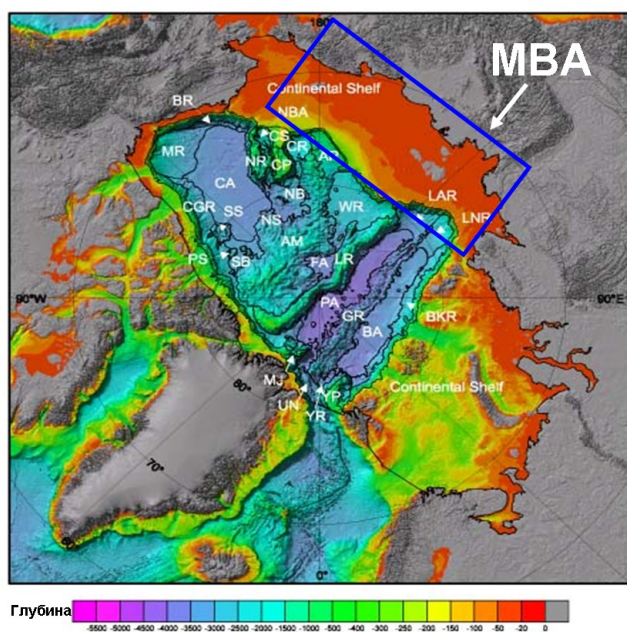 180°
MBA
Continental Shelf
BR
NBA
CS
CR
MR
NR
CP
AP
CA
NB
LAR
CGR
SS
WR
LNR
NS
AM
PS
SB
FA
LR
90°W
PA
90°E
GR
BKR
BA
MJ
80°
Continental Shelf
UN
YP
YR
70°
0°
Глубина
-5500 -5000 -4500 -4000 -3500 -3000 -2500 -2000 -1500 -1000 -500 -400 -300 -250 -200 -150 -100 -50 -20 0